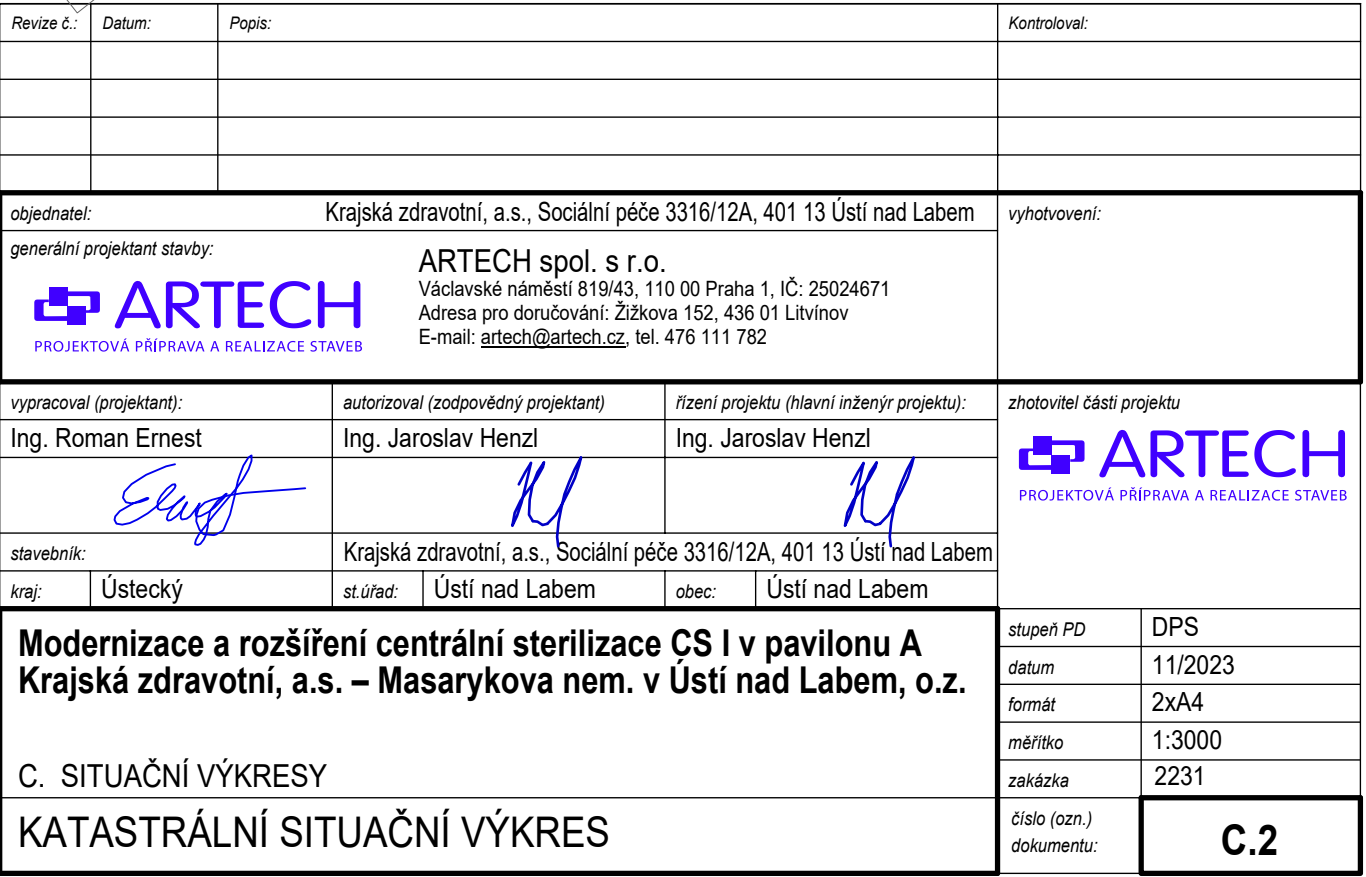 Revize č.: Datum: Popis: Kontroloval:
objednatel: Krajská zdravotní, a.s., Sociální péče 3316/12A, 401 13 Ústí nad Labem vyhotvovení:
generální projektant stavby:
ARTECH
PROJEKTOVÁ PŘÍPRAVA A REALIZACE STAVEB
ARTECH spol. s r.o.
Václavské náměstí 819/43, 110 00 Praha 1, IČ: 25024671
Adresa pro doručování: Žižkova 152, 436 01 Litvínov
E-mail: artech@artech.cz, tel. 476 111 782
vypracoval (projektant): autorizoval (zodpovědný projektant) řízení projektu (hlavní inženýr projektu): zhotovitel části projektu
Ing. Roman Ernest Ing. Jaroslav Henzl Ing. Jaroslav Henzl
ARTECH
PROJEKTOVÁ PŘÍPRAVA A REALIZACE STAVEB
stavebník: Krajská zdravotní, a.s., Sociální péče 3316/12A, 401 13 Ústí nad Labem
kraj: Ústecký st.úřad: Ústí nad Labem obec: Ústí nad Labem
Modernizace a rozšíření centrální sterilizace CS I v pavilonu A
Krajská zdravotní, a.s. – Masarykova nem. v Ústí nad Labem, o.z.
C. SITUAČNÍ VÝKRESY
KATASTRÁLNÍ SITUAČNÍ VÝKRES
stupeň PD DPS
datum 11/2023
formát 2xA4
měřítko 1:3000
zakázka 2231
číslo (ozn.)
dokumentu: C.2